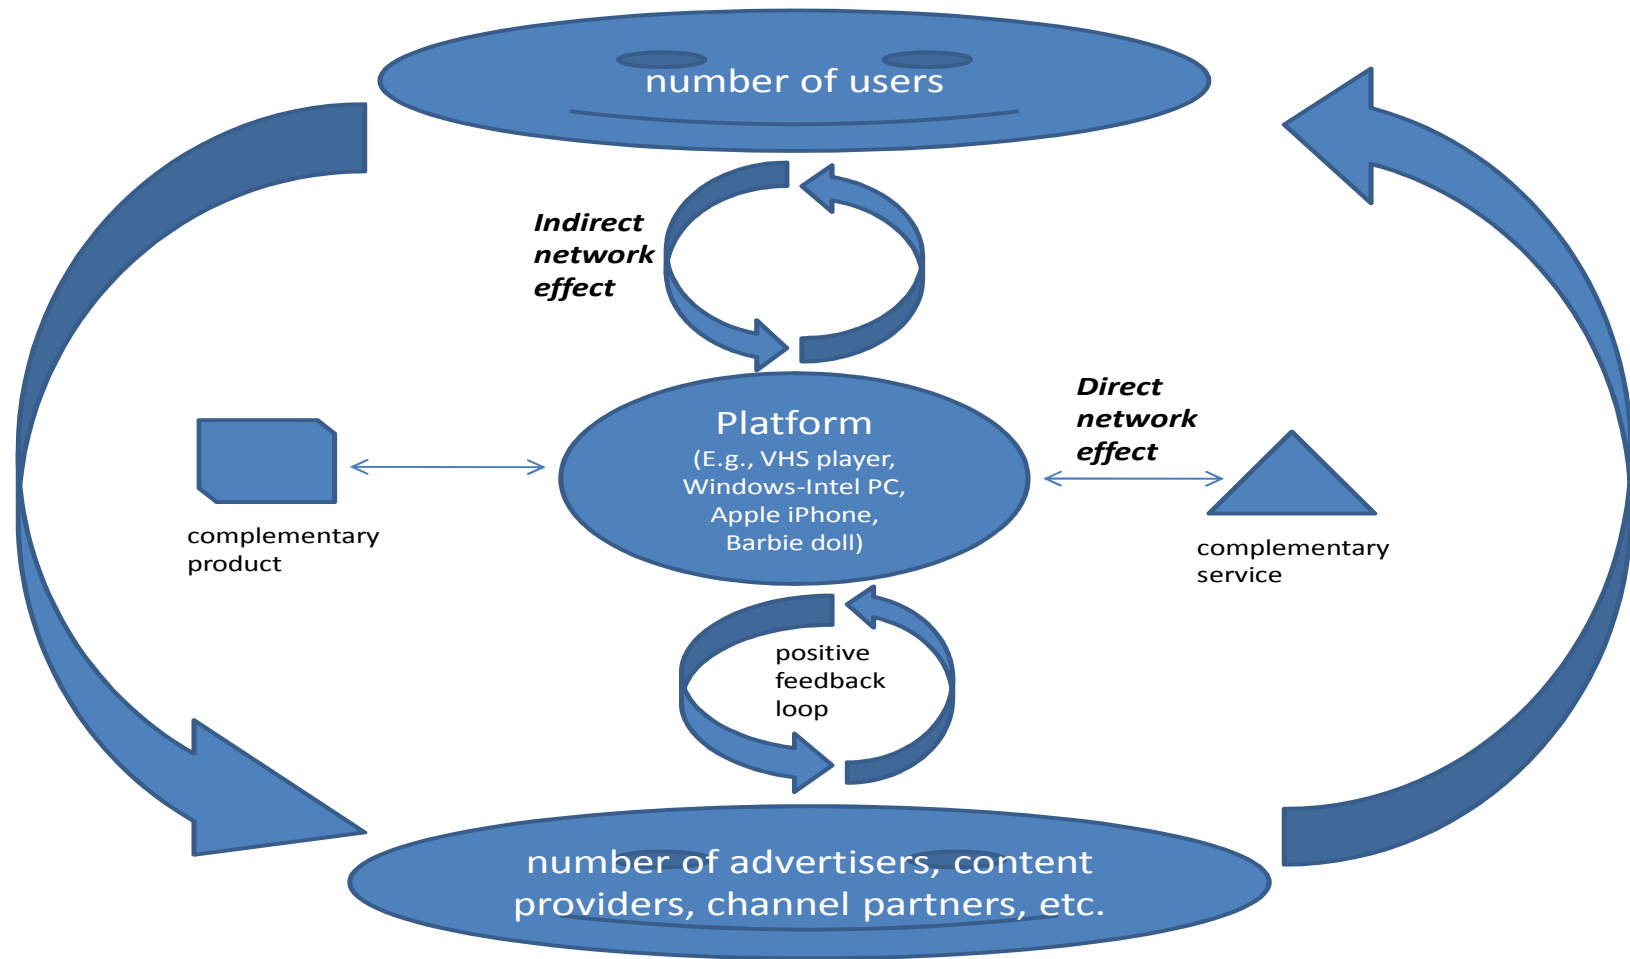 number of users
Indirect
network
effect
Direct
network
effect
Platform
(E.g., VHS player,
Windows-Intel PC,
Apple iPhone,
Barbie doll)
complementary
product
complementary
service
positive
feedback
loop
number of advertisers, content
providers, channel partners, etc.